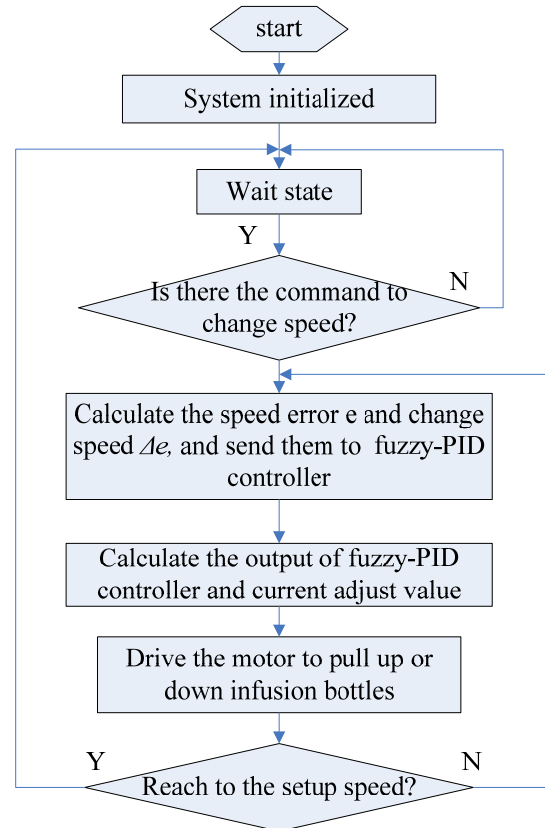 start
System initialized
Wait state
Y
Is there the command to
change speed?
N
Calculate the speed error e and change
speed Δe, and send them to fuzzy-PID
controller
Calculate the output of fuzzy-PID
controller and current adjust value
Drive the motor to pull up or
down infusion bottles
Y
Reach to the setup speed?
N